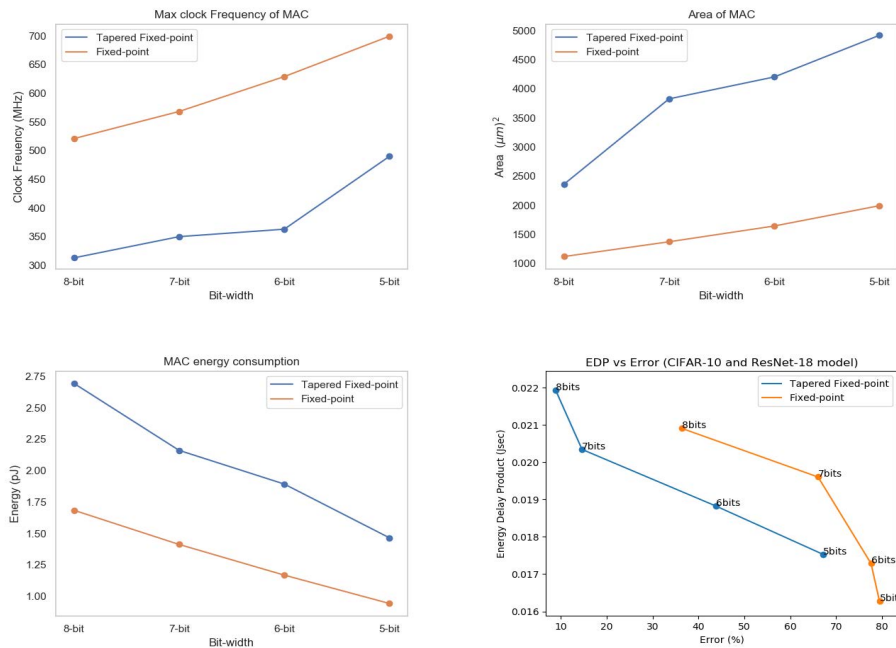 Max clock Frequency of MAC
Tapered Fixed-point
Fixed-point
700
650
600
550
500
450
400
350
300
Clock Freuency (MHz)
8-bit 7-bit 6-bit 5-bit
Bit-width
Area of MAC
Tapered Fixed-point
Fixed-point
5000
4500
4000
3500
3000
2500
2000
1500
1000
Area (μm)²
8-bit 7-bit 6-bit 5-bit
Bit-width
MAC energy consumption
Tapered Fixed-point
Fixed-point
2.75
2.50
2.25
2.00
1.75
1.50
1.25
1.00
Energy (pJ)
8-bit 7-bit 6-bit 5-bit
Bit-width
EDP vs Error (CIFAR-10 and ResNet-18 model)
Tapered Fixed-point
Fixed-point
0.022
0.021
0.020
0.019
0.018
0.017
0.016
Energy Delay Product (Jsec)
8bits
7bits
6bits
5bits
8bits
7bits
6bits
5bit
10 20 30 40 50 60 70 80
Error (%)